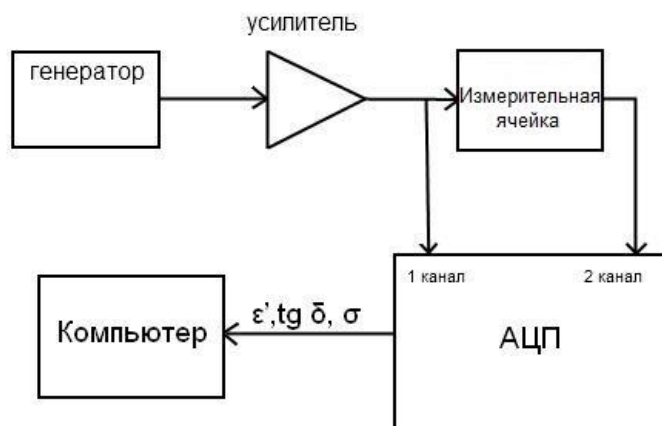 усилитель
генератор
Измерительная
ячейка
1 канал
2 канал
ε',tg δ, σ
Компьютер
АЦП